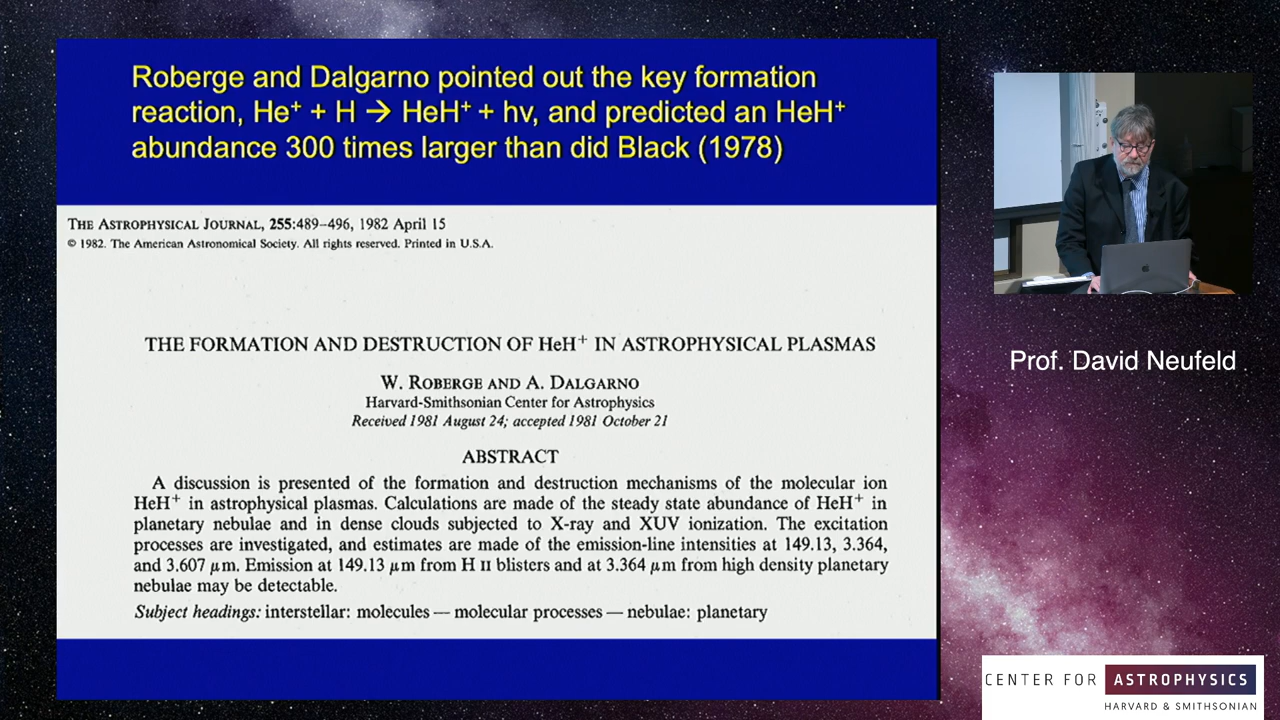 Roberge and Dalgarno pointed out the key formation
reaction, He⁺ + H → HeH⁺ + hν, and predicted an HeH⁺
abundance 300 times larger than did Black (1978)
THE ASTROPHYSICAL JOURNAL, 255:489–496, 1982 April 15
© 1982. The American Astronomical Society. All rights reserved. Printed in U.S.A.
THE FORMATION AND DESTRUCTION OF HeH⁺ IN ASTROPHYSICAL PLASMAS
W. ROBERGE AND A. DALGARNO
Harvard-Smithsonian Center for Astrophysics
Received 1981 August 24; accepted 1981 October 21
ABSTRACT
A discussion is presented of the formation and destruction mechanisms of the molecular ion
HeH⁺ in astrophysical plasmas. Calculations are made of the steady state abundance of HeH⁺ in
planetary nebulae and in dense clouds subjected to X-ray and XUV ionization. The excitation
processes are investigated, and estimates are made of the emission-line intensities at 149.13, 3.364,
and 3.607 μm. Emission at 149.13 μm from H II blisters and at 3.364 μm from high density planetary
nebulae may be detectable.
Subject headings: interstellar: molecules — molecular processes — nebulae: planetary
Prof. David Neufeld
CENTER FOR ASTROPHYSICS
HARVARD & SMITHSONIAN